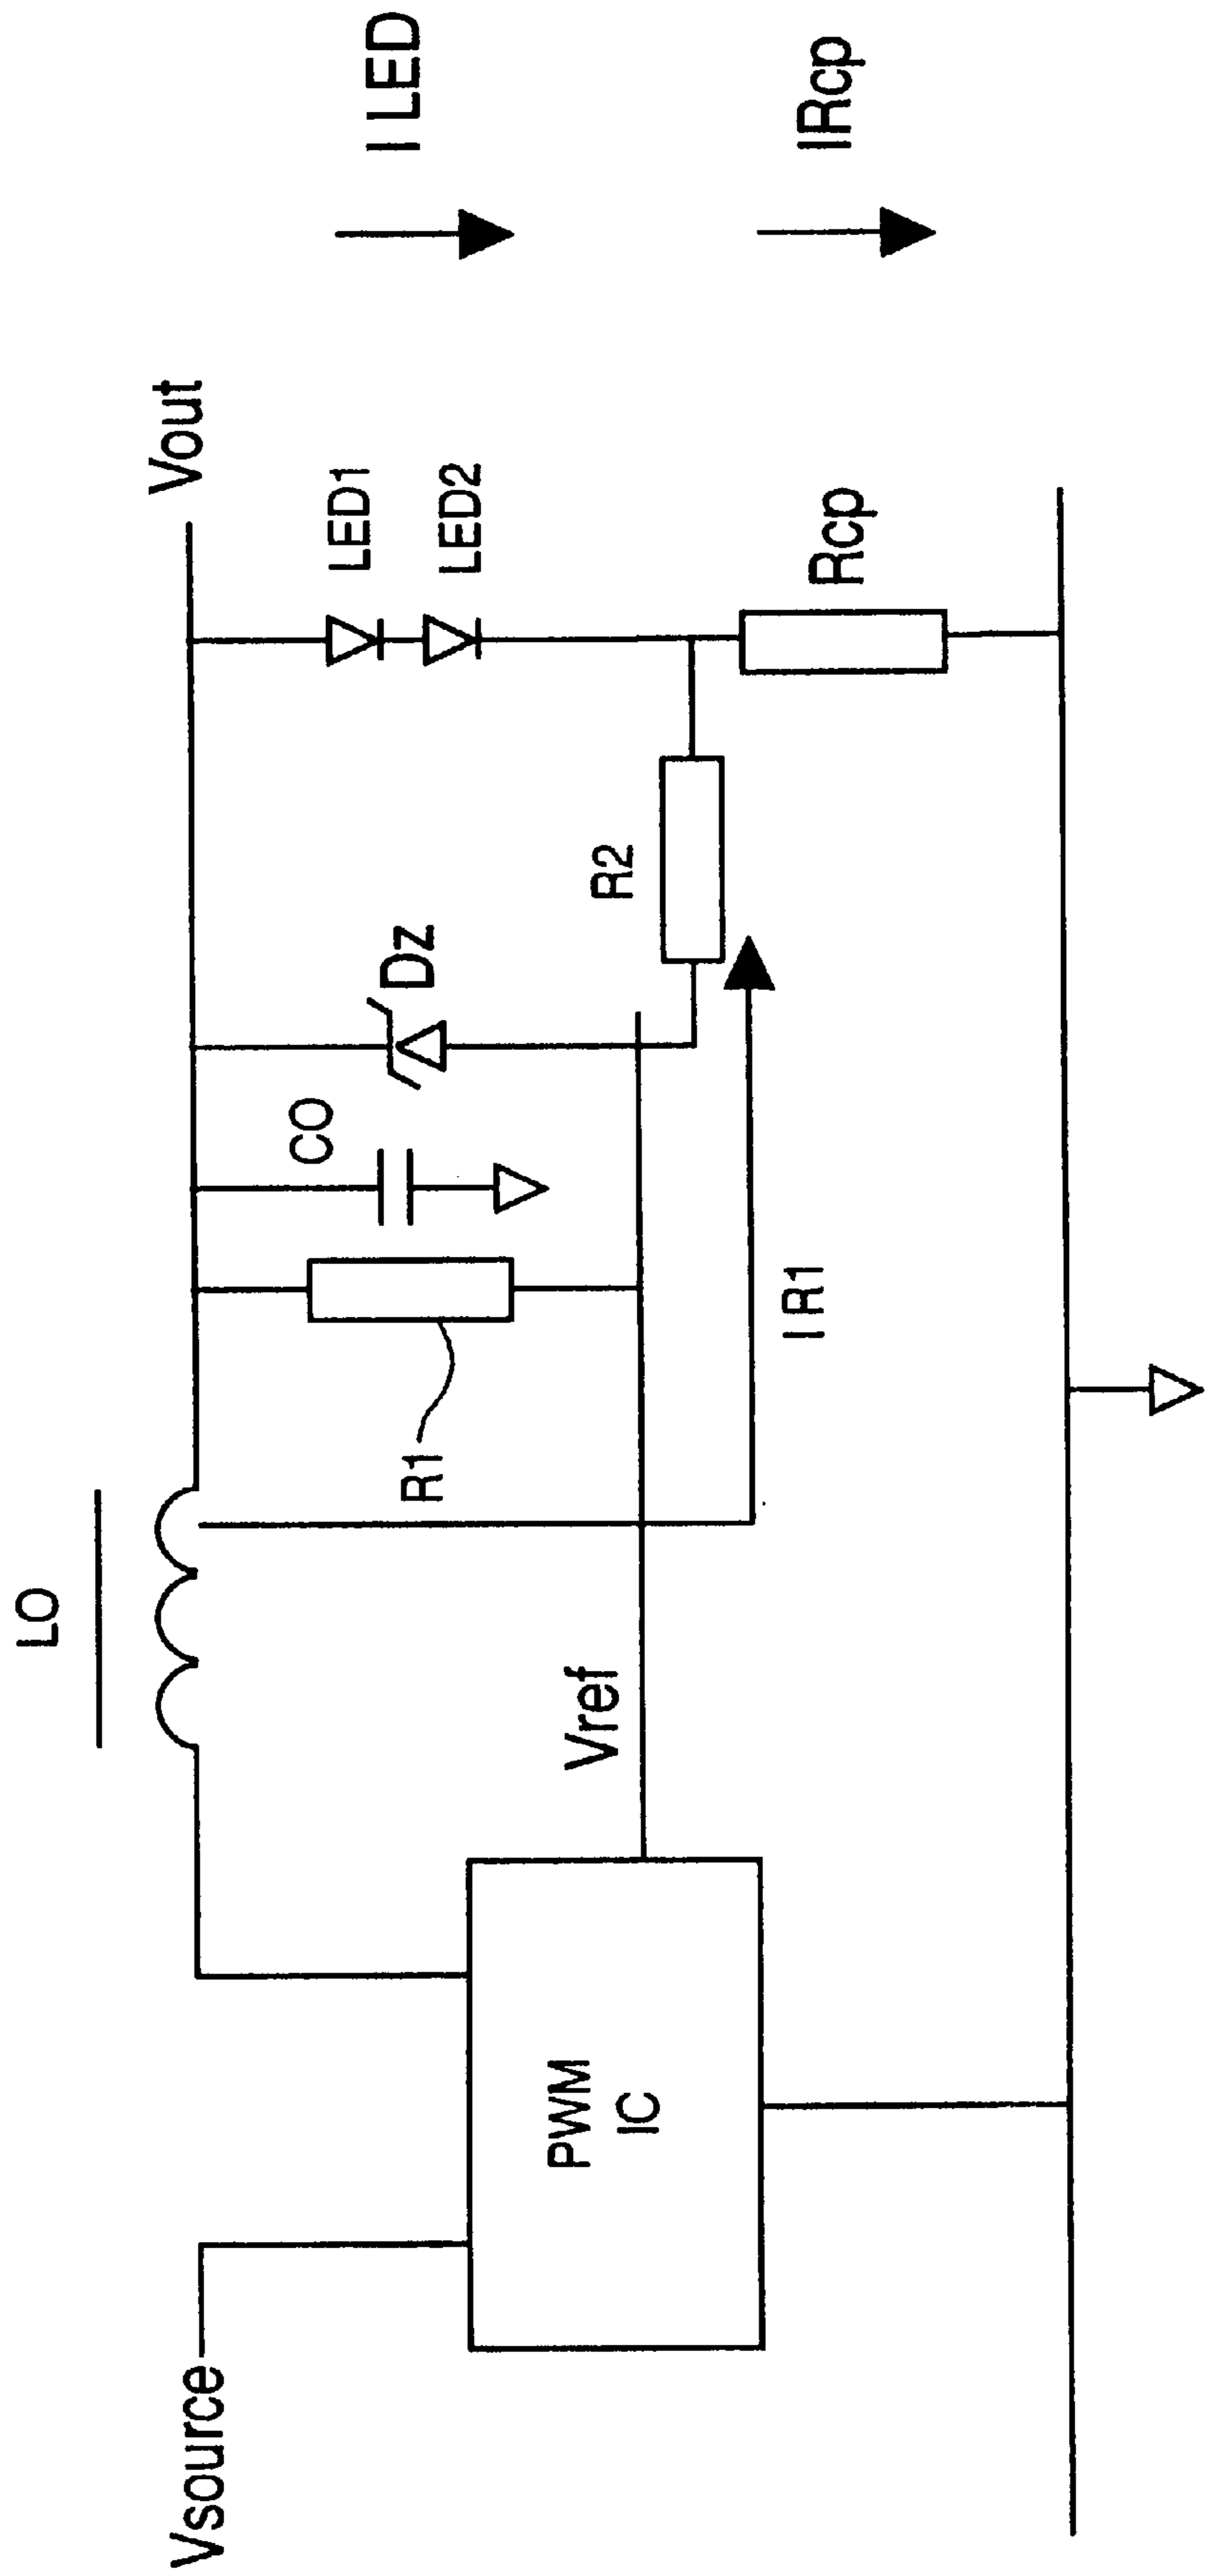 LO
Vsource
Vout
I LED
CO
Dz
LED1
LED2
R1
Vref
R2
PWM
IC
IR1
Rcp
IRcp